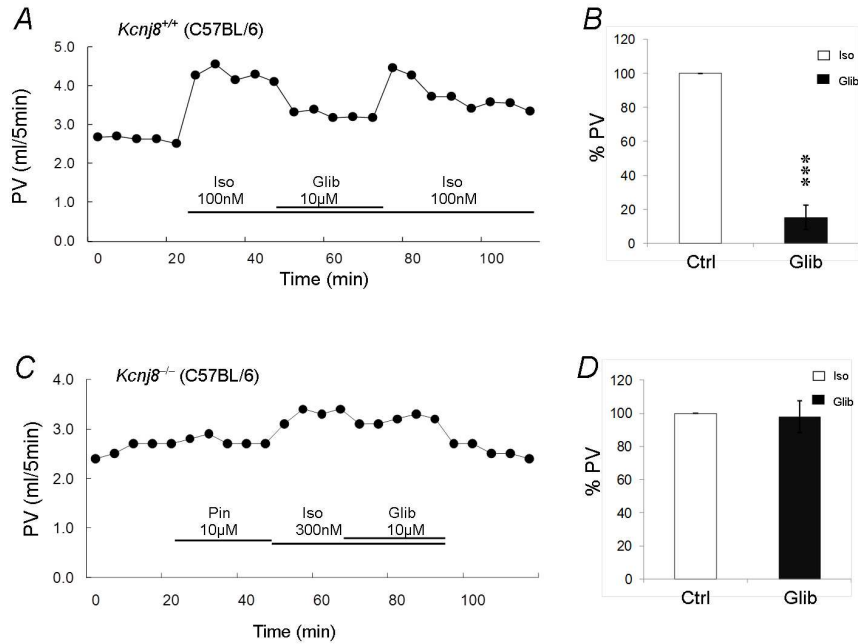 A
Kcnj8+/+ (C57BL/6)
PV (ml/5min)
5.0
4.0
3.0
2.0
1.0
0.0
Iso
100nM
Glib
10µM
Iso
100nM
0 20 40 60 80 100
Time (min)
B
% PV
120
100
80
60
40
20
0
Iso
Glib
***
Ctrl Glib
C
Kcnj8–/– (C57BL/6)
PV (ml/5min)
4.0
3.0
2.0
1.0
0.0
Pin
10µM
Iso
300nM
Glib
10µM
0 20 40 60 80 100
Time (min)
D
% PV
120
100
80
60
40
20
0
Iso
Glib
Ctrl Glib